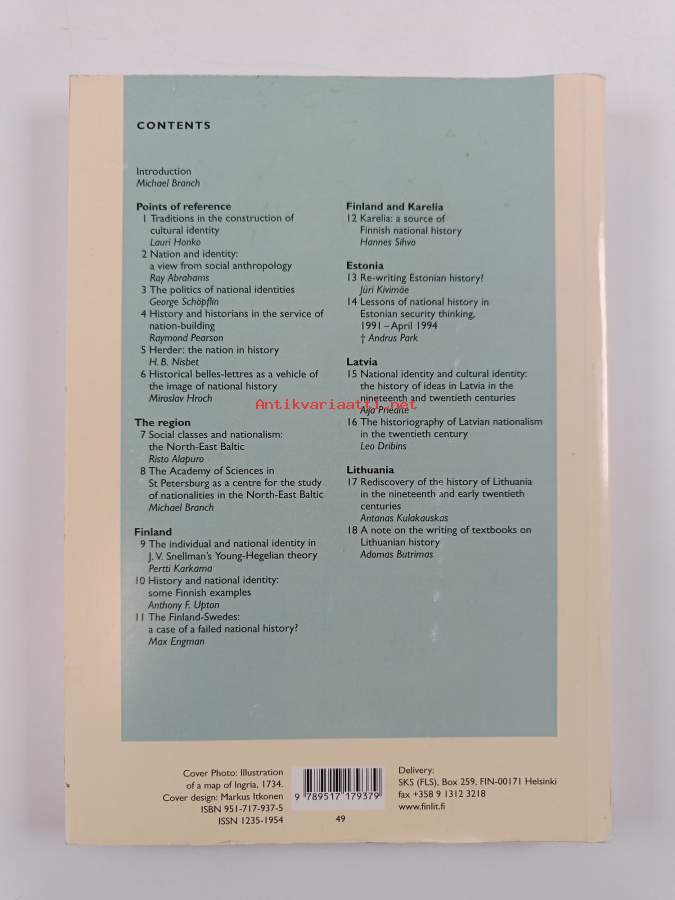 CONTENTS
Introduction
Michael Branch
Points of reference
1 Traditions in the construction of
cultural identity
Lauri Honko
2 Nation and identity:
a view from social anthropology
Ray Abrahams
3 The politics of national identities
George Schöpflin
4 History and historians in the service of
nation-building
Raymond Pearson
5 Herder: the nation in history
H. B. Nisbet
6 Historical belles-lettres as a vehicle of
the image of national history
Miroslav Hroch
The region
7 Social classes and nationalism:
the North-East Baltic
Risto Alapuro
8 The Academy of Sciences in
St Petersburg as a centre for the study
of nationalities in the North-East Baltic
Michael Branch
Finland
9 The individual and national identity in
J. V. Snellman's Young-Hegelian theory
Pertti Karkama
10 History and national identity:
some Finnish examples
Anthony F. Upton
11 The Finland-Swedes:
a case of a failed national history?
Max Engman
Finland and Karelia
12 Karelia: a source of
Finnish national history
Hannes Sihvo
Estonia
13 Re-writing Estonian history?
Jüri Kivimäe
14 Lessons of national history in
Estonian security thinking,
1991–April 1994
† Andrus Park
Latvia
15 National identity and cultural identity:
the history of ideas in Latvia in the
nineteenth and twentieth centuries
Aija Priedite
16 The historiography of Latvian nationalism
in the twentieth century
Leo Dribins
Lithuania
17 Rediscovery of the history of Lithuania
in the nineteenth and early twentieth
centuries
Antanas Kulakauskas
18 A note on the writing of textbooks on
Lithuanian history
Adomas Butrimas
Antikvariaatti.net
Cover Photo: Illustration
of a map of Ingria, 1734.
Cover design: Markus Itkonen
ISBN 951-717-937-5
ISSN 1235-1954
9 789517 179379
49
Delivery:
SKS (FLS), Box 259, FIN-00171 Helsinki
fax +358 9 1312 3218
www.finlit.fi